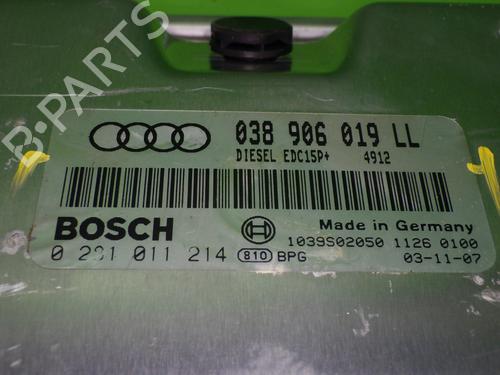 B-PARTS
038 906 019 LL
DIESEL EDC15P+ 4912
BOSCH
Made in Germany
0 281 011 214 810 BPG
1039S02050 1126 0100
03-11-07